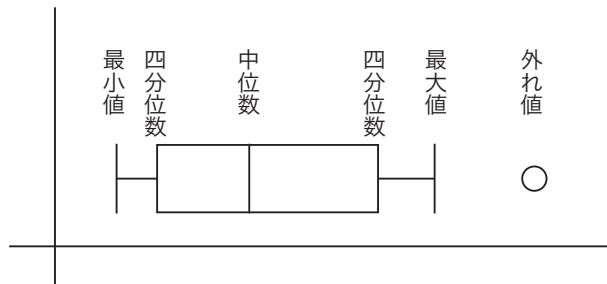 最小値
四分位数
中位数
四分位数
最大値
外れ値